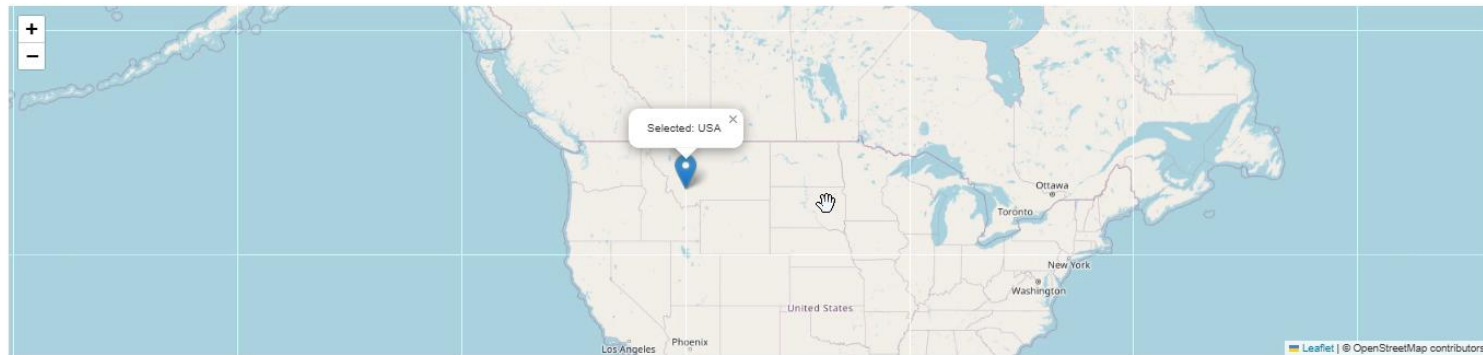 +
−
Selected: USA ×
Ottawa
Toronto
New York
Washington
United States
Phoenix
Los Angeles
Leaflet | © OpenStreetMap contributors